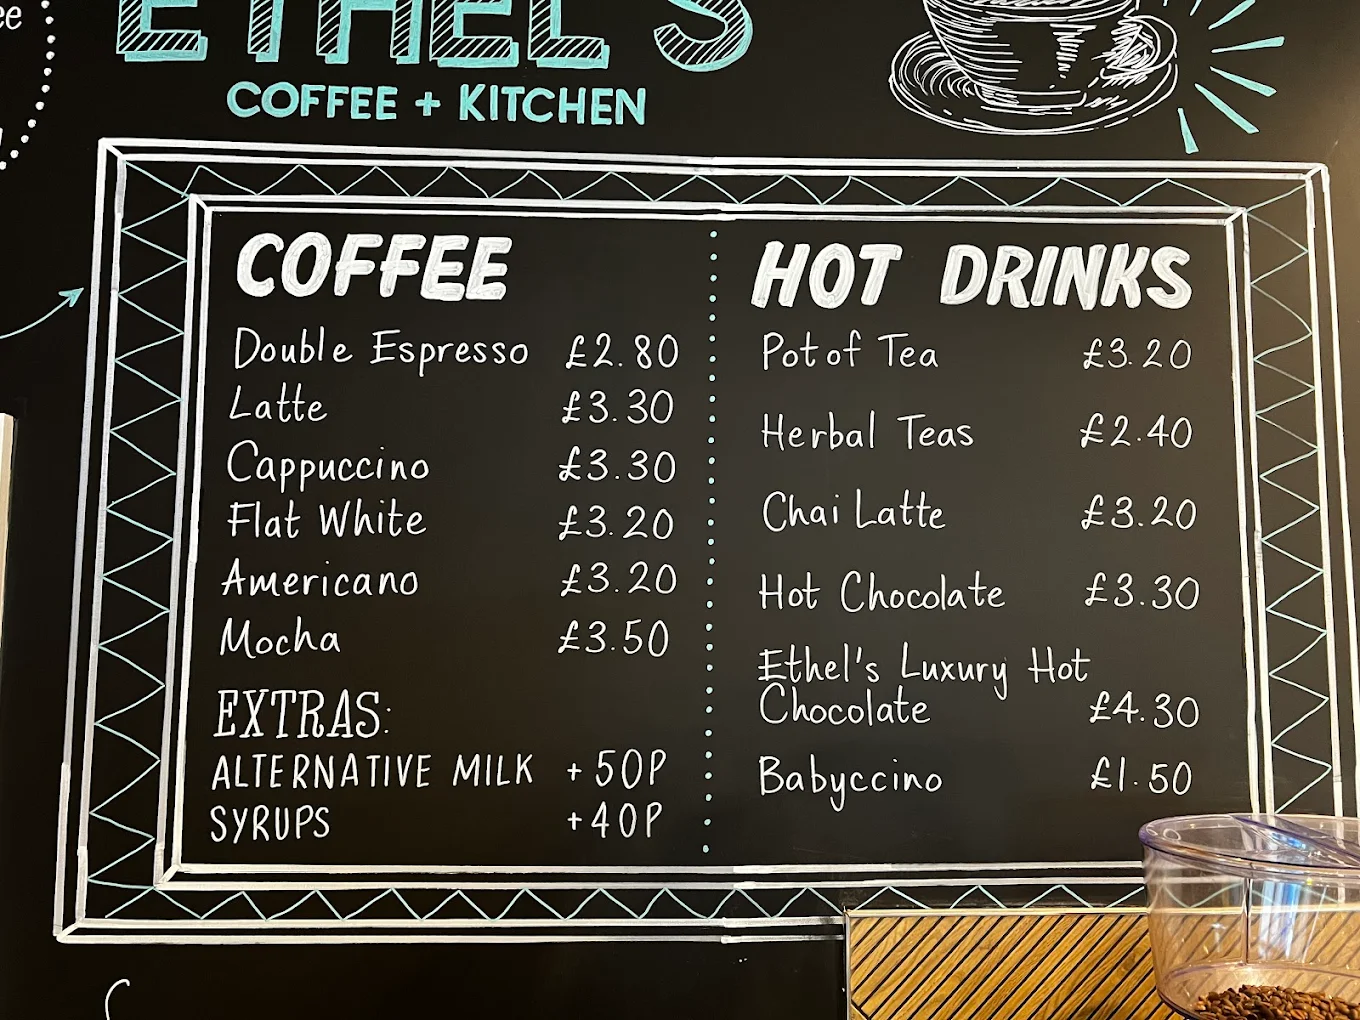 ee
ETHEL'S
COFFEE + KITCHEN
COFFEE
Double Espresso £2.80
Latte £3.30
Cappuccino £3.30
Flat White £3.20
Americano £3.20
Mocha £3.50
EXTRAS:
ALTERNATIVE MILK +50P
SYRUPS +40P
HOT DRINKS
Pot of Tea £3.20
Herbal Teas £2.40
Chai Latte £3.20
Hot Chocolate £3.30
Ethel's Luxury Hot
Chocolate £4.30
Babyccino £1.50